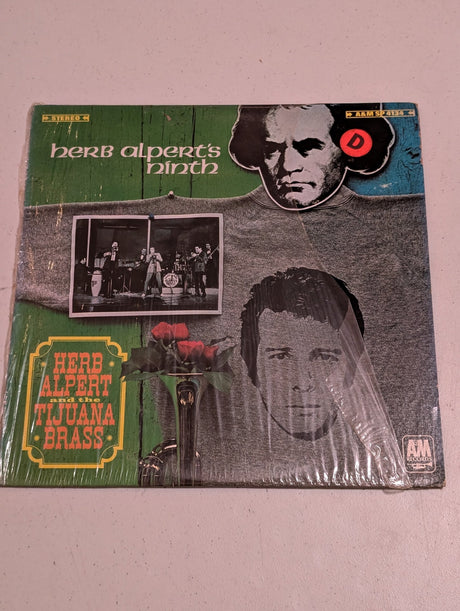 STEREO
A&M SP 4134
D
herb alpert's
ninth
HERB
ALPERT
and the
TIJUANA
BRASS
A&M
RECORDS